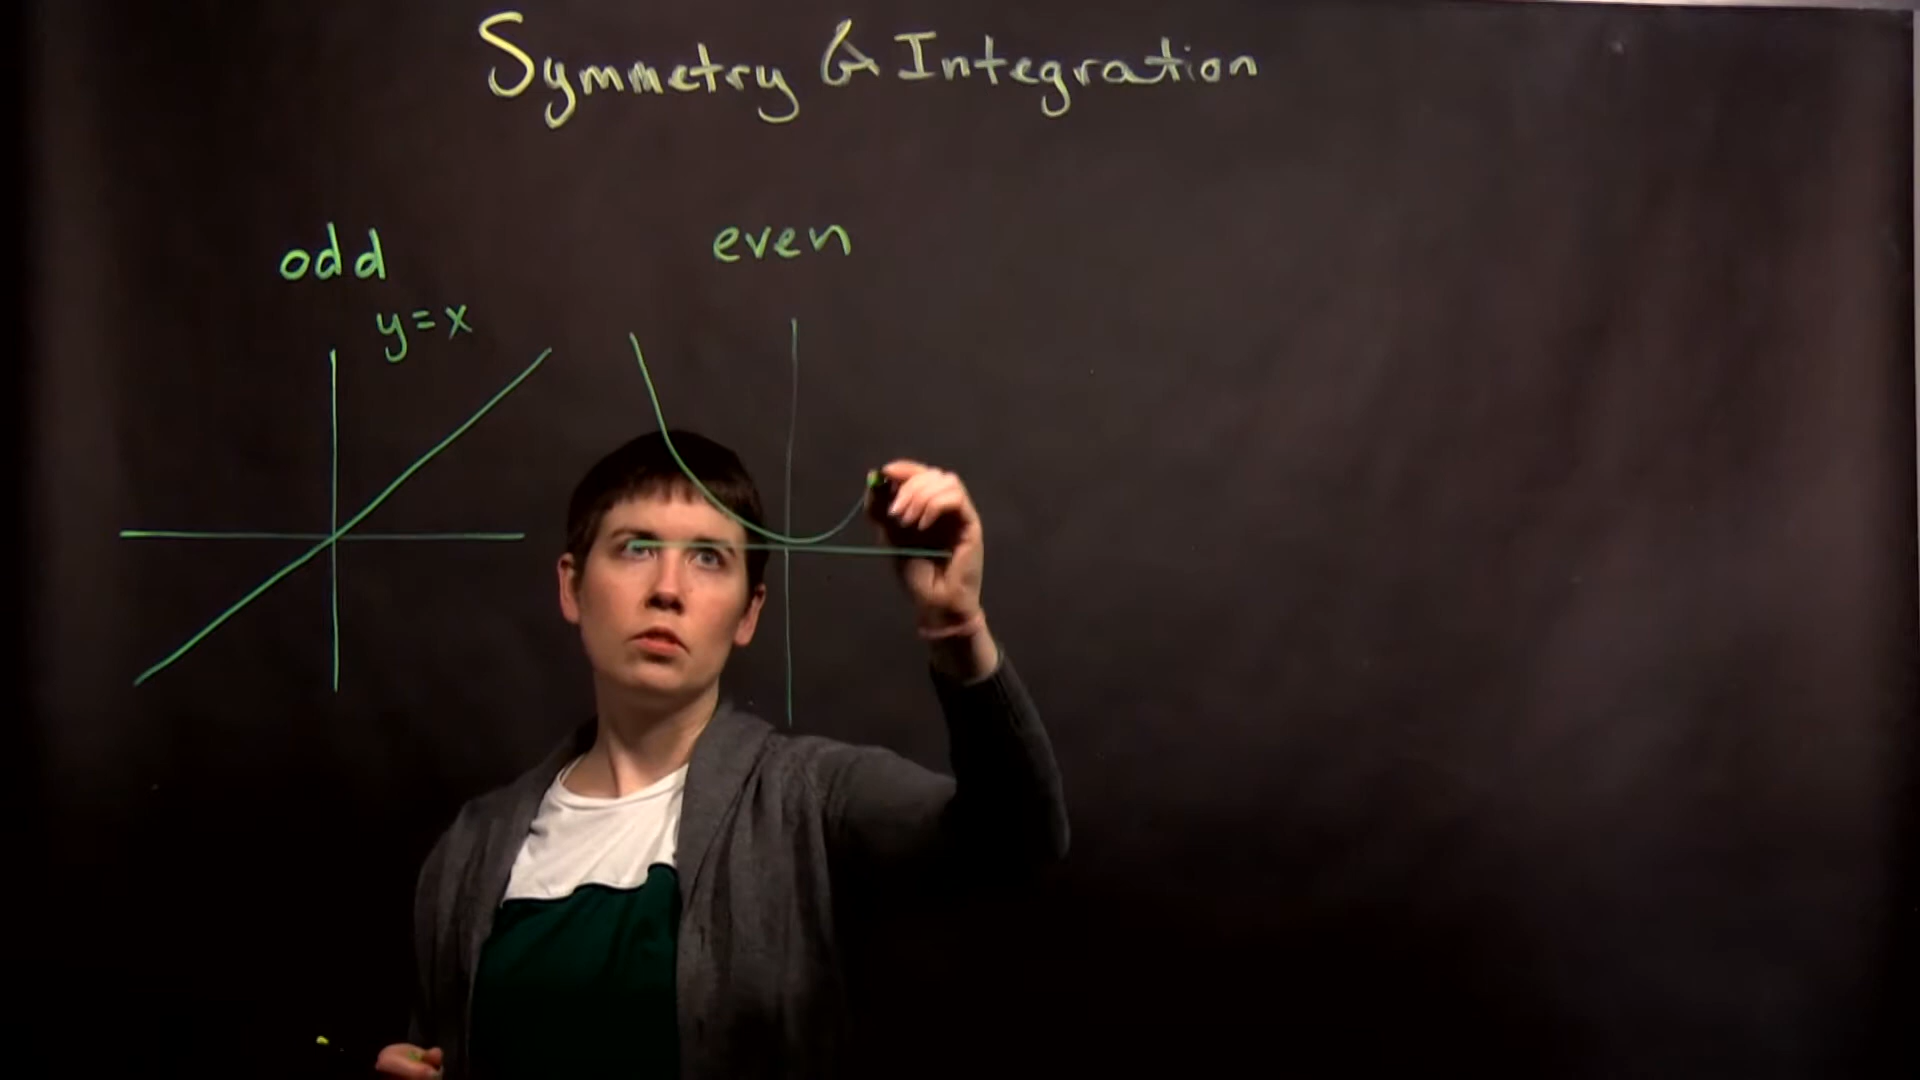 Symmetry & Integration
odd
y=x
even